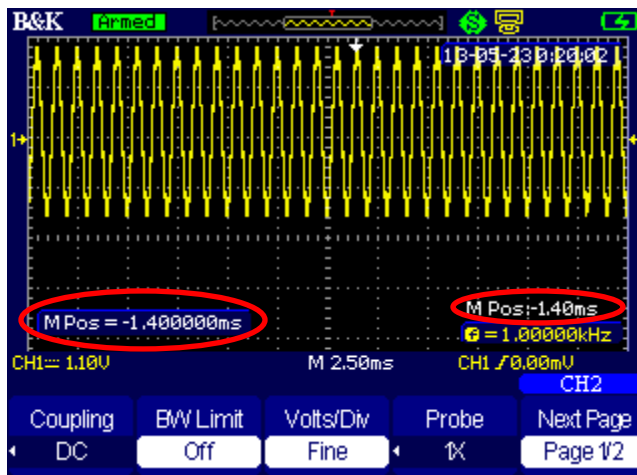 B&K Armed
13-05-23 0:20:02
1
M Pos:-1.40ms
M Pos = -1.400000ms
= 1.00000kHz
CH1 1.10V M 2.50ms CH1 0.00mV
CH2
Coupling BW Limit Volts/Div Probe Next Page
DC Off Fine 1X Page 1/2